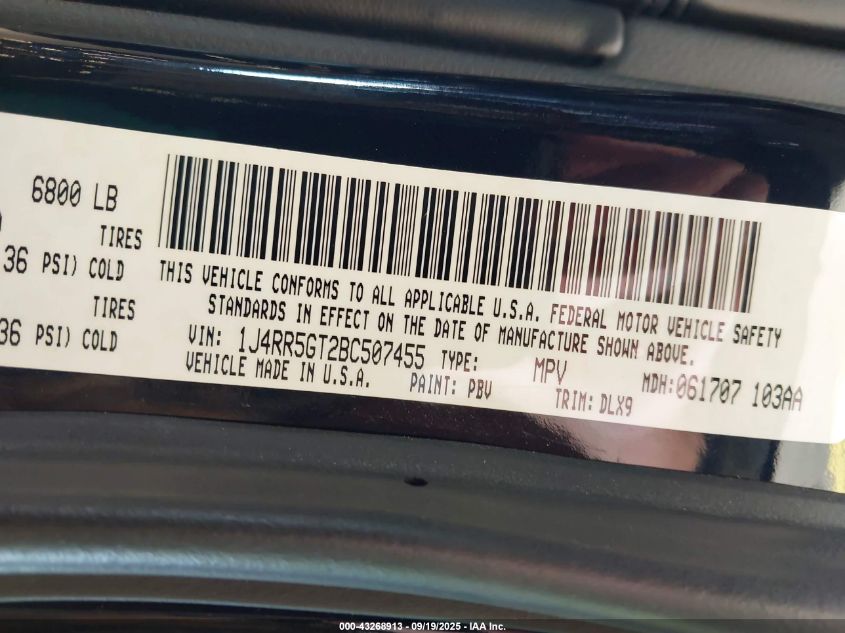 6800 LB
TIRES
36 PSI) COLD
TIRES
36 PSI) COLD
THIS VEHICLE CONFORMS TO ALL APPLICABLE U.S.A. FEDERAL MOTOR VEHICLE SAFETY
STANDARDS IN EFFECT ON THE DATE OF MANUFACTURE SHOWN ABOVE.
VIN: 1J4RR5GT2BC507455 TYPE: MPV MDH:061707 103AA
VEHICLE MADE IN U.S.A. PAINT: PBV TRIM: DLX9
000-43268913 - 09/19/2025 - IAA Inc.